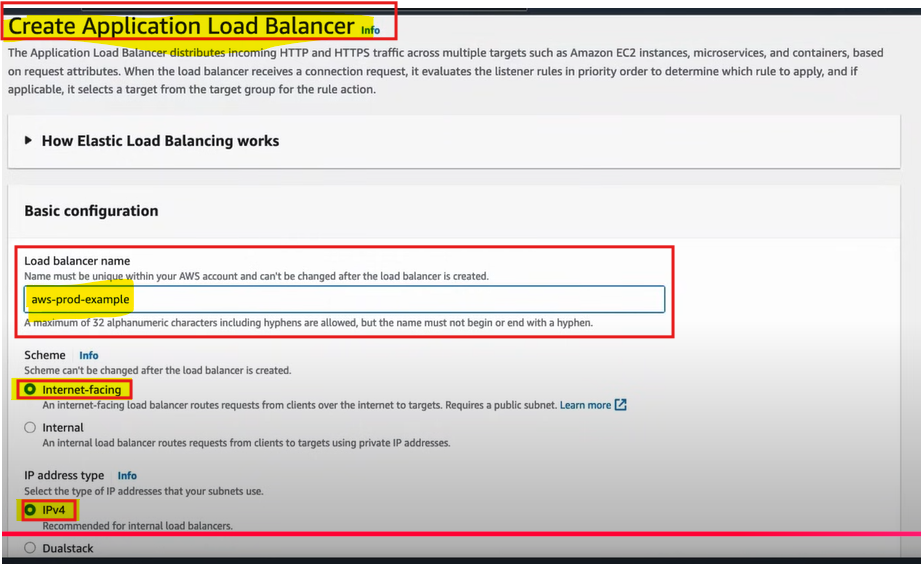 Create Application Load Balancer Info
The Application Load Balancer distributes incoming HTTP and HTTPS traffic across multiple targets such as Amazon EC2 instances, microservices, and containers, based
on request attributes. When the load balancer receives a connection request, it evaluates the listener rules in priority order to determine which rule to apply, and if
applicable, it selects a target from the target group for the rule action.
How Elastic Load Balancing works
Basic configuration
Load balancer name
Name must be unique within your AWS account and can't be changed after the load balancer is created.
aws-prod-example
A maximum of 32 alphanumeric characters including hyphens are allowed, but the name must not begin or end with a hyphen.
Scheme Info
Scheme can't be changed after the load balancer is created.
Internet-facing
An internet-facing load balancer routes requests from clients over the internet to targets. Requires a public subnet. Learn more
Internal
An internal load balancer routes requests from clients to targets using private IP addresses.
IP address type Info
Select the type of IP addresses that your subnets use.
IPv4
Recommended for internal load balancers.
Dualstack